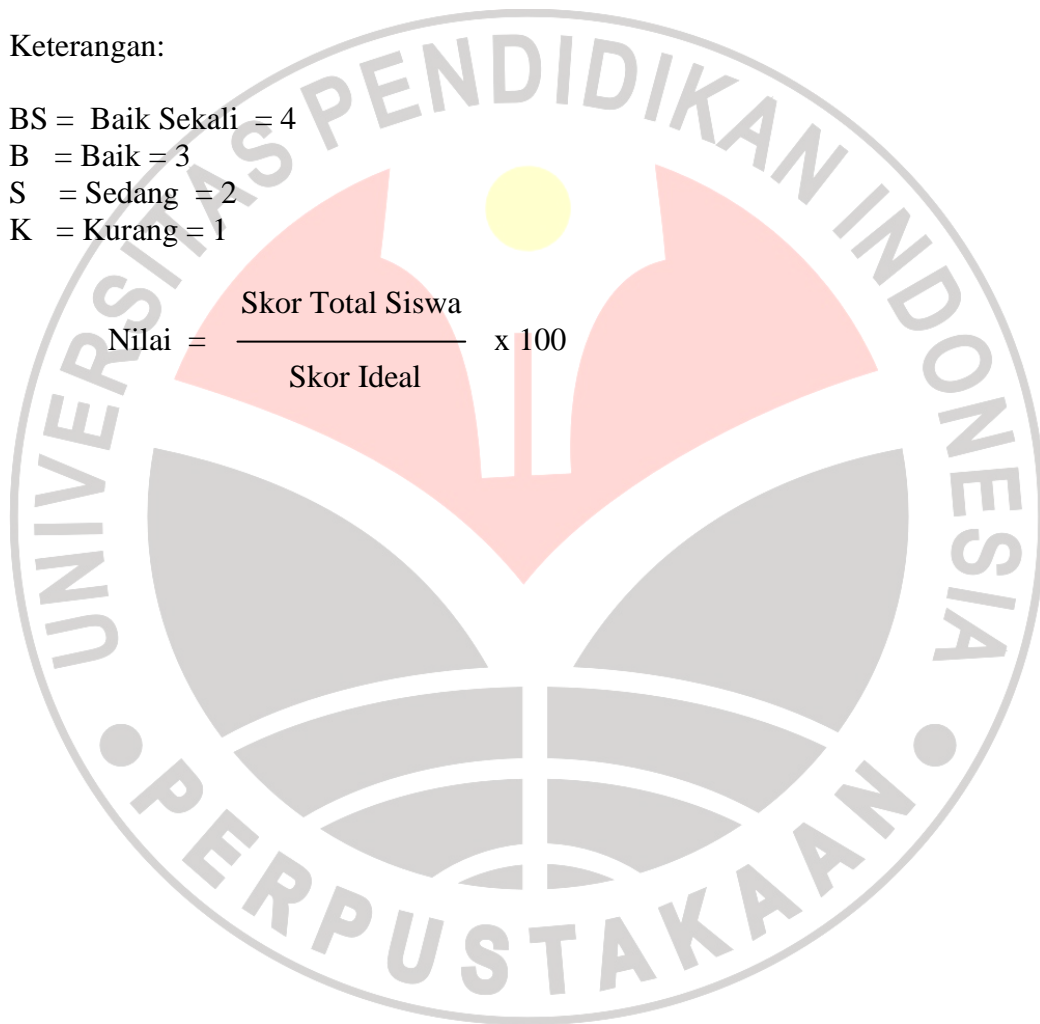 Keterangan:
BS = Baik Sekali = 4
B = Baik = 3
S = Sedang = 2
K = Kurang = 1
Skor Total Siswa
Nilai = x 100
Skor Ideal
UNIVERSITAS PENDIDIKAN INDONESIA
PERPUSTAKAAN